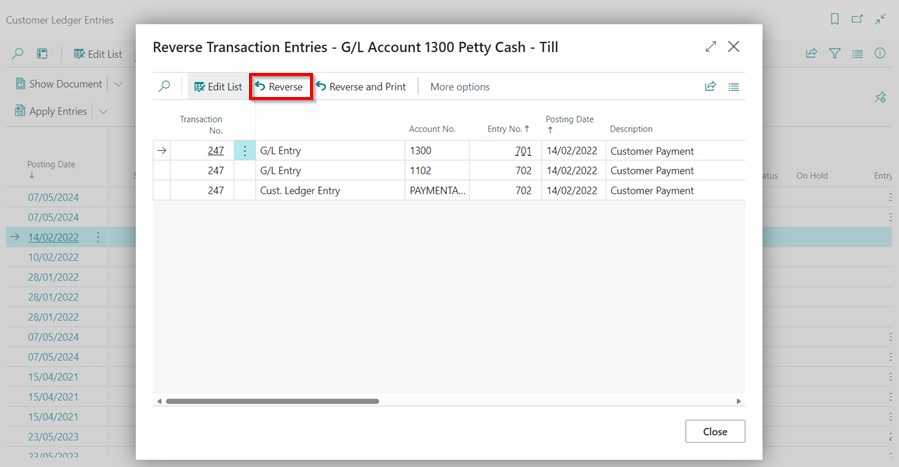 Customer Ledger Entries
Reverse Transaction Entries - G/L Account 1300 Petty Cash - Till
Edit List
Edit List Reverse Reverse and Print More options
Show Document
Apply Entries
Transaction No. Account No. Entry No. ↑ Posting Date ↑ Description
→ 247 G/L Entry 1300 701 14/02/2022 Customer Payment
247 G/L Entry 1102 702 14/02/2022 Customer Payment
247 Cust. Ledger Entry PAYMENTA... 702 14/02/2022 Customer Payment
Posting Date ↓
On Hold
07/05/2024
07/05/2024
→ 14/02/2022
10/02/2022
28/01/2022
28/01/2022
28/01/2022
07/05/2024
07/05/2024
15/04/2021
15/04/2021
15/04/2021
23/05/2023
23/05/2023
Close